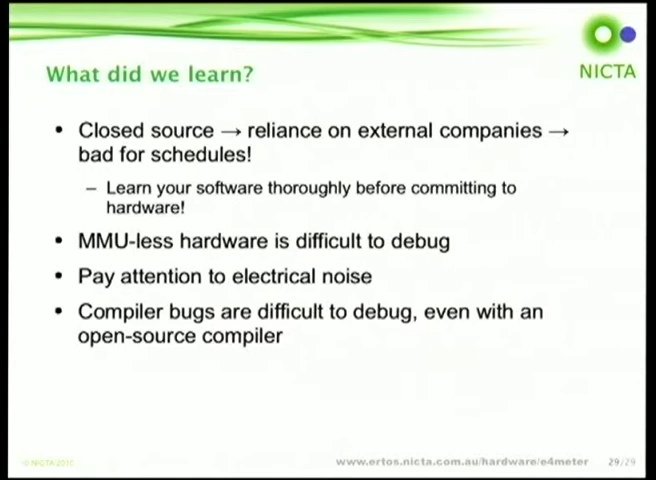 What did we learn?
NICTA
• Closed source → reliance on external companies →
bad for schedules!
– Learn your software thoroughly before committing to
hardware!
• MMU-less hardware is difficult to debug
• Pay attention to electrical noise
• Compiler bugs are difficult to debug, even with an
open-source compiler
© NICTA 2010
www.ertos.nicta.com.au/hardware/e4meter 29/29